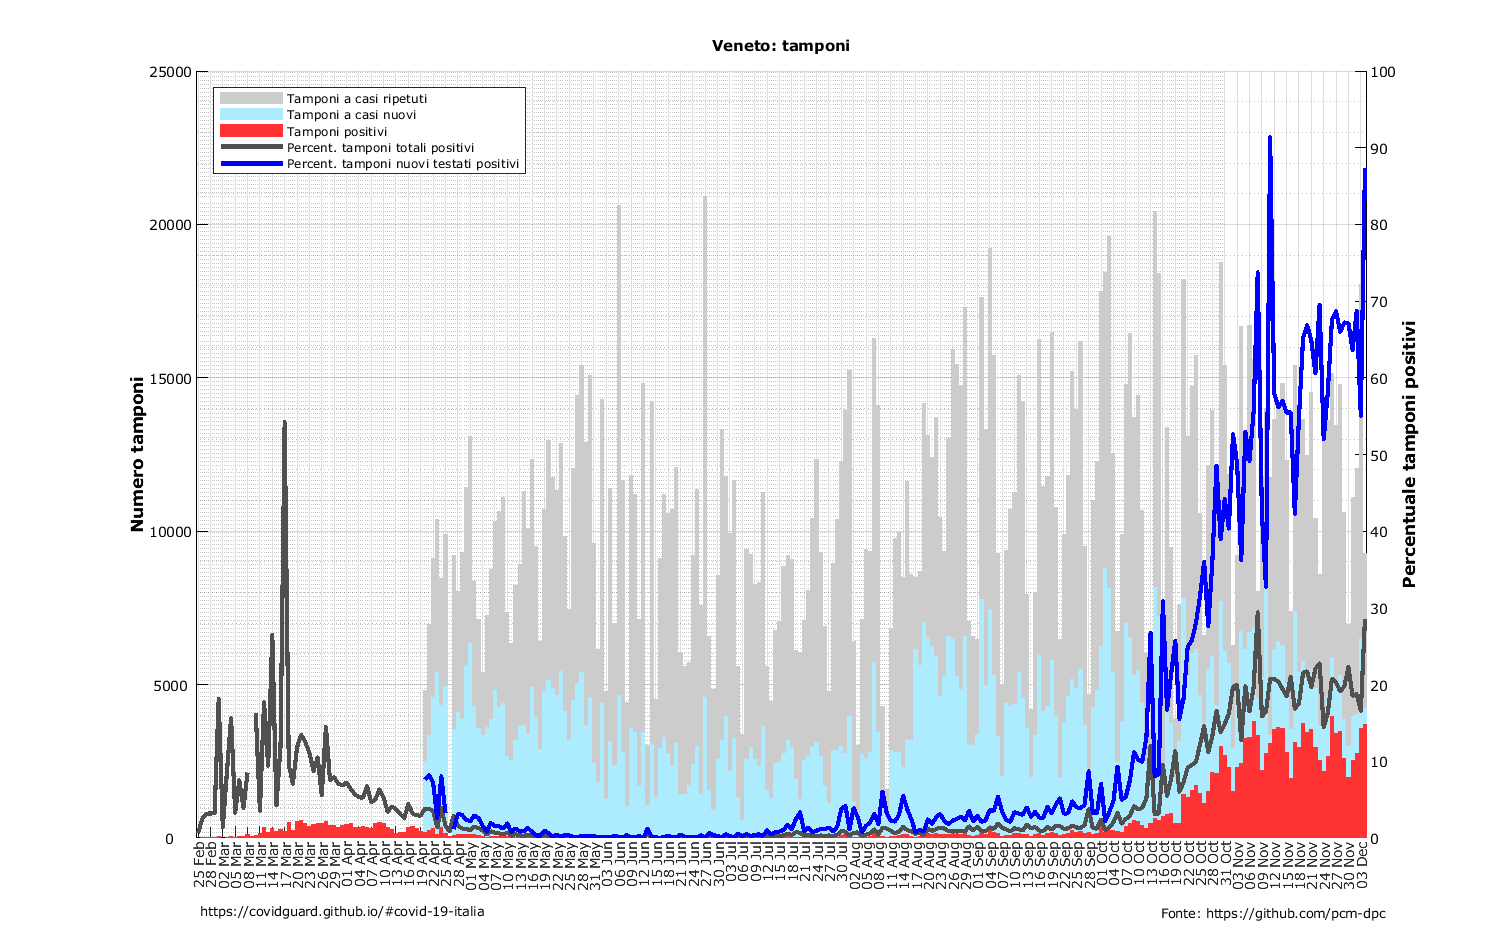 Veneto: tamponi
25000
20000
15000
10000
5000
0
Numero tamponi
Tamponi a casi ripetuti
Tamponi a casi nuovi
Tamponi positivi
Percent. tamponi totali positivi
Percent. tamponi nuovi testati positivi
100
90
80
70
60
50
40
30
20
10
0
Percentuale tamponi positivi
25 Feb
28 Feb
02 Mar
05 Mar
08 Mar
11 Mar
14 Mar
17 Mar
20 Mar
23 Mar
26 Mar
29 Mar
01 Apr
04 Apr
07 Apr
10 Apr
13 Apr
16 Apr
19 Apr
22 Apr
25 Apr
28 Apr
01 May
04 May
07 May
10 May
13 May
16 May
19 May
22 May
25 May
28 May
31 May
03 Jun
06 Jun
09 Jun
12 Jun
15 Jun
18 Jun
21 Jun
24 Jun
27 Jun
30 Jun
03 Jul
06 Jul
09 Jul
12 Jul
15 Jul
18 Jul
21 Jul
24 Jul
27 Jul
30 Jul
02 Aug
05 Aug
08 Aug
11 Aug
14 Aug
17 Aug
20 Aug
23 Aug
26 Aug
29 Aug
01 Sep
04 Sep
07 Sep
10 Sep
13 Sep
16 Sep
19 Sep
22 Sep
25 Sep
28 Sep
01 Oct
04 Oct
07 Oct
10 Oct
13 Oct
16 Oct
19 Oct
22 Oct
25 Oct
28 Oct
31 Oct
03 Nov
06 Nov
09 Nov
12 Nov
15 Nov
18 Nov
21 Nov
24 Nov
27 Nov
30 Nov
03 Dec
https://covidguard.github.io/#covid-19-italia
Fonte: https://github.com/pcm-dpc